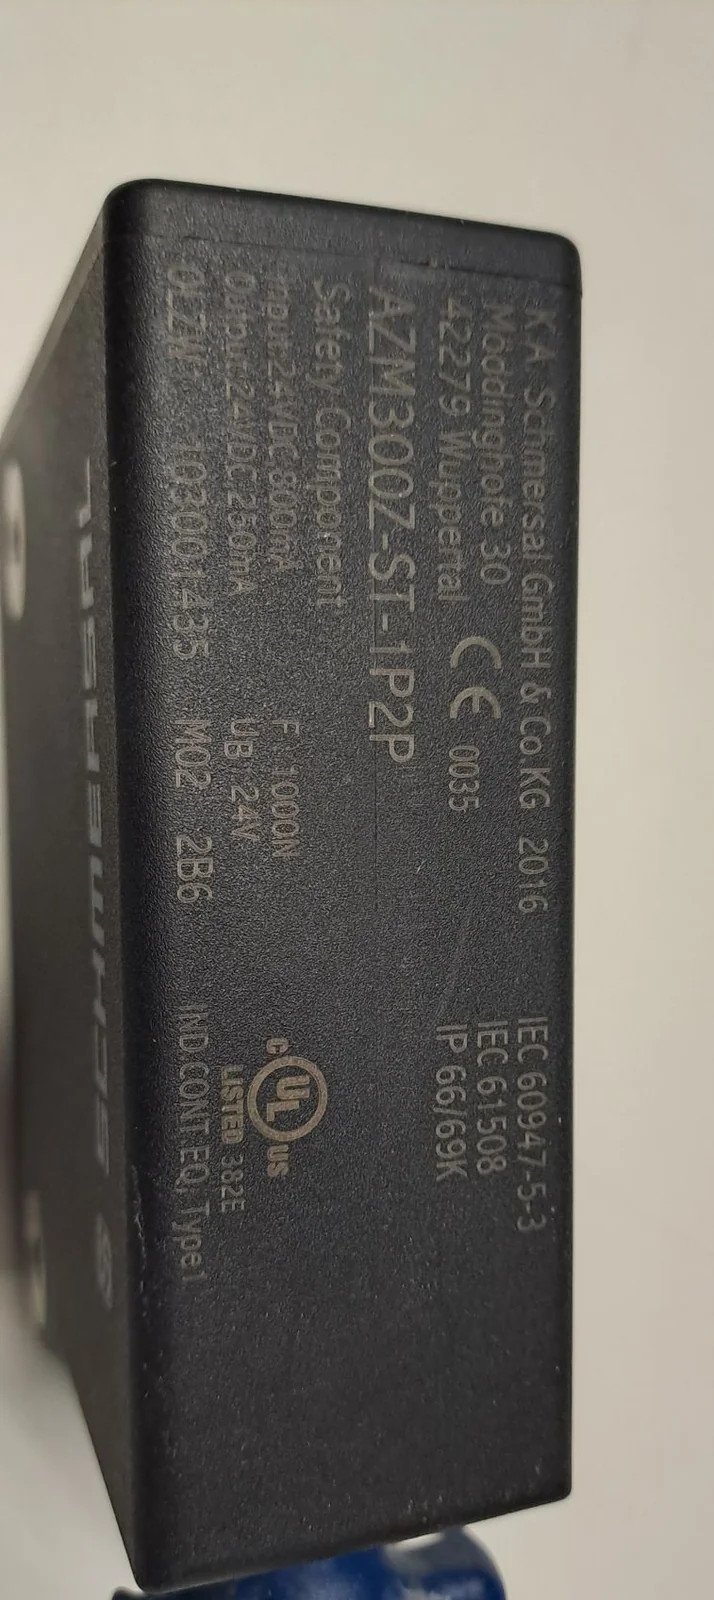 K.A. Schmersal GmbH & Co.KG 2016
Möddinghofe 30
42279 Wuppertal CE 0035
AZM300Z-ST-1P2P
Safety Component
Input 24VDC 800mA F 1000N
Output 24VDC 250mA UB 24V
103001435 M02 2B6
IEC 60947-5-3
IEC 61508
IP 66/69K
C UL US
LISTED 382E
IND.CONT.EQ. Type1
SCHMERSAL